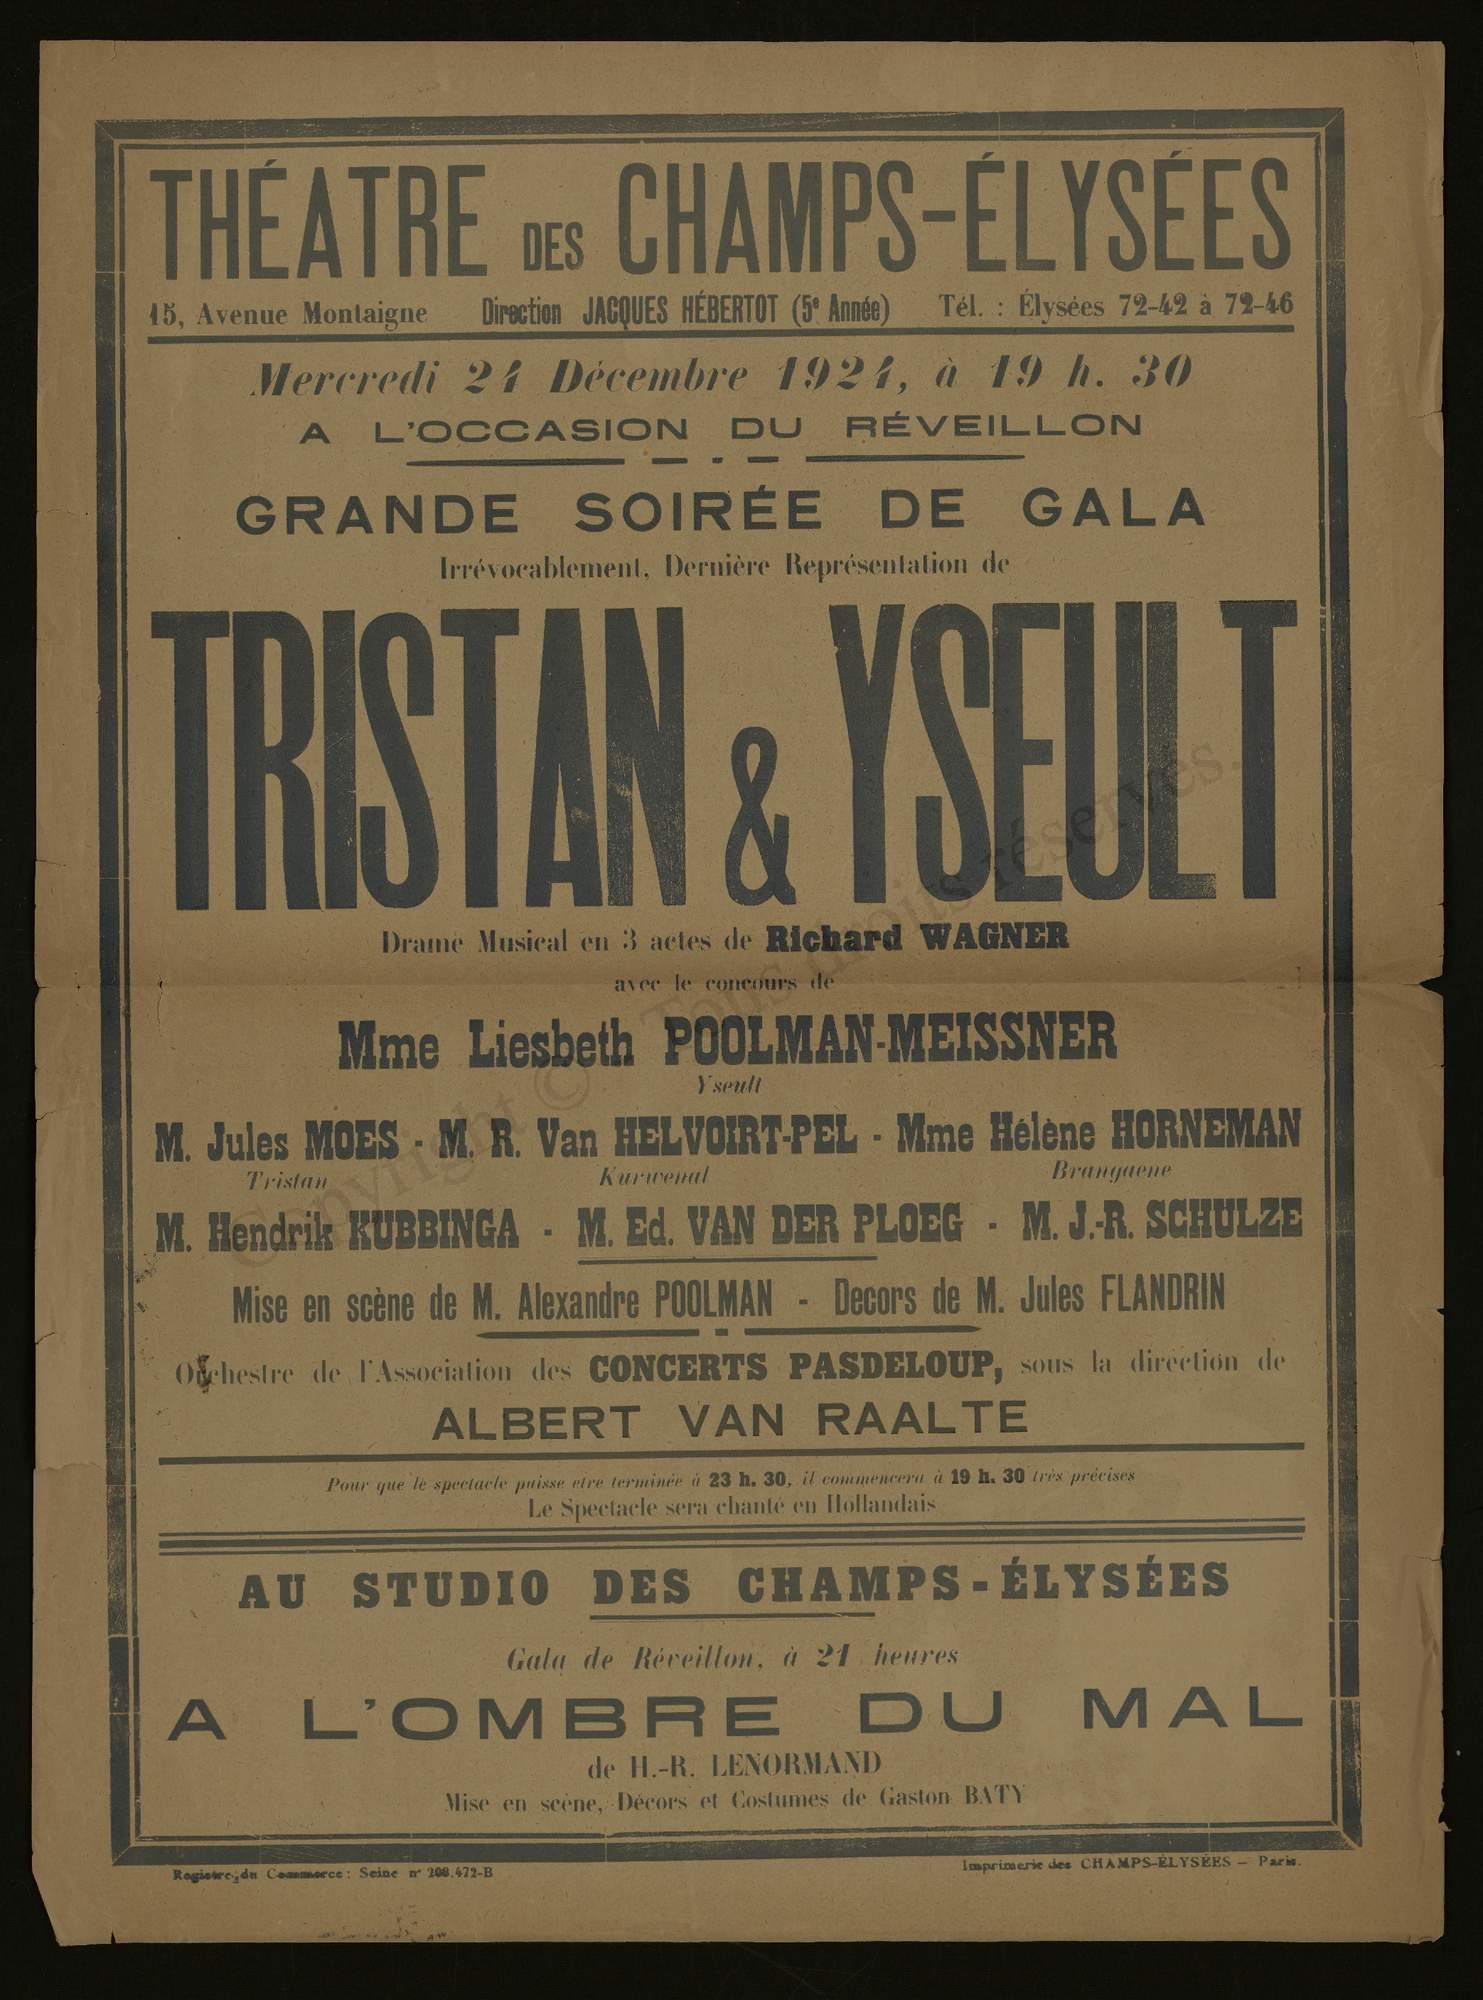 THÉATRE DES CHAMPS-ÉLYSÉES
15, Avenue Montaigne Direction JACQUES HÉBERTOT (5e Année) Tél. : Élysées 72-42 à 72-46
Mercredi 24 Décembre 1924, à 19 h. 30
A L'OCCASION DU RÉVEILLON
GRANDE SOIRÉE DE GALA
Irrévocablement, Dernière Représentation de
TRISTAN & YSEULT
Drame Musical en 3 actes de Richard WAGNER
avec le concours de
Mme Liesbeth POOLMAN-MEISSNER
Yseult
M. Jules MOES - M. R. Van HELVOIRT-PEL - Mme Hélène HORNEMAN
Tristan Kurwenal Brangaene
M. Hendrik KUBBINGA - M. Ed. VAN DER PLOEG - M. J.-R. SCHULZE
Mise en scène de M. Alexandre POOLMAN - Decors de M. Jules FLANDRIN
Orchestre de l'Association des CONCERTS PASDELOUP, sous la direction de
ALBERT VAN RAALTE
Pour que le spectacle puisse etre terminée à 23 h. 30, il commencera à 19 h. 30 très précises
Le Spectacle sera chanté en Hollandais
AU STUDIO DES CHAMPS-ÉLYSÉES
Gala de Réveillon, à 21 heures
A L'OMBRE DU MAL
de H.-R. LENORMAND
Mise en scène, Décors et Costumes de Gaston BATY
Registre du Commerce : Seine n° 208.472-B
Imprimerie des CHAMPS-ÉLYSÉES — Paris.
Copyright © Tous droits réservés.